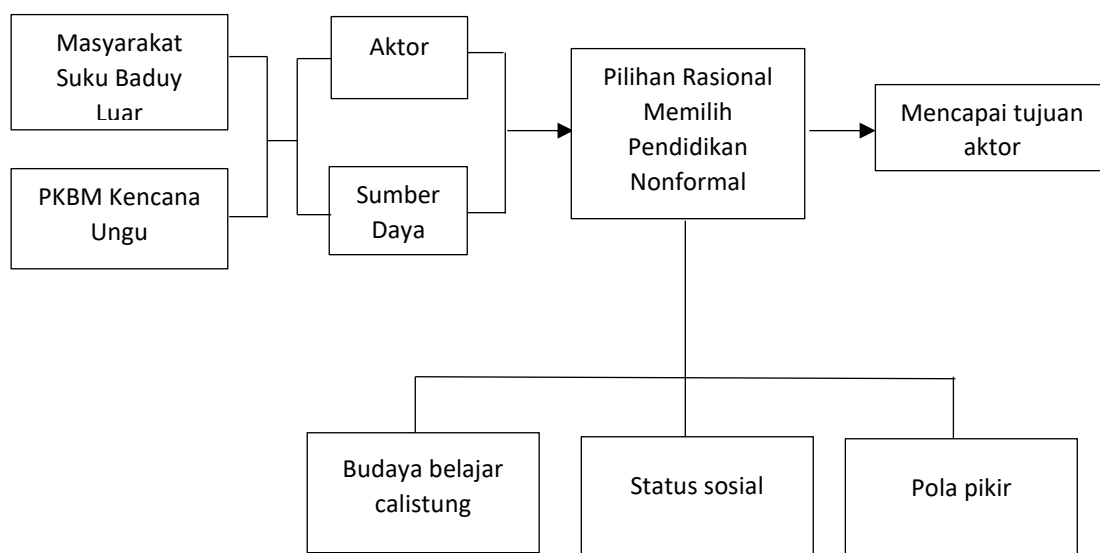 Masyarakat
Suku Baduy
Luar
PKBM Kencana
Ungu
Aktor
Sumber
Daya
Pilihan Rasional
Memilih
Pendidikan
Nonformal
Mencapai tujuan
aktor
Budaya belajar
calistung
Status sosial
Pola pikir